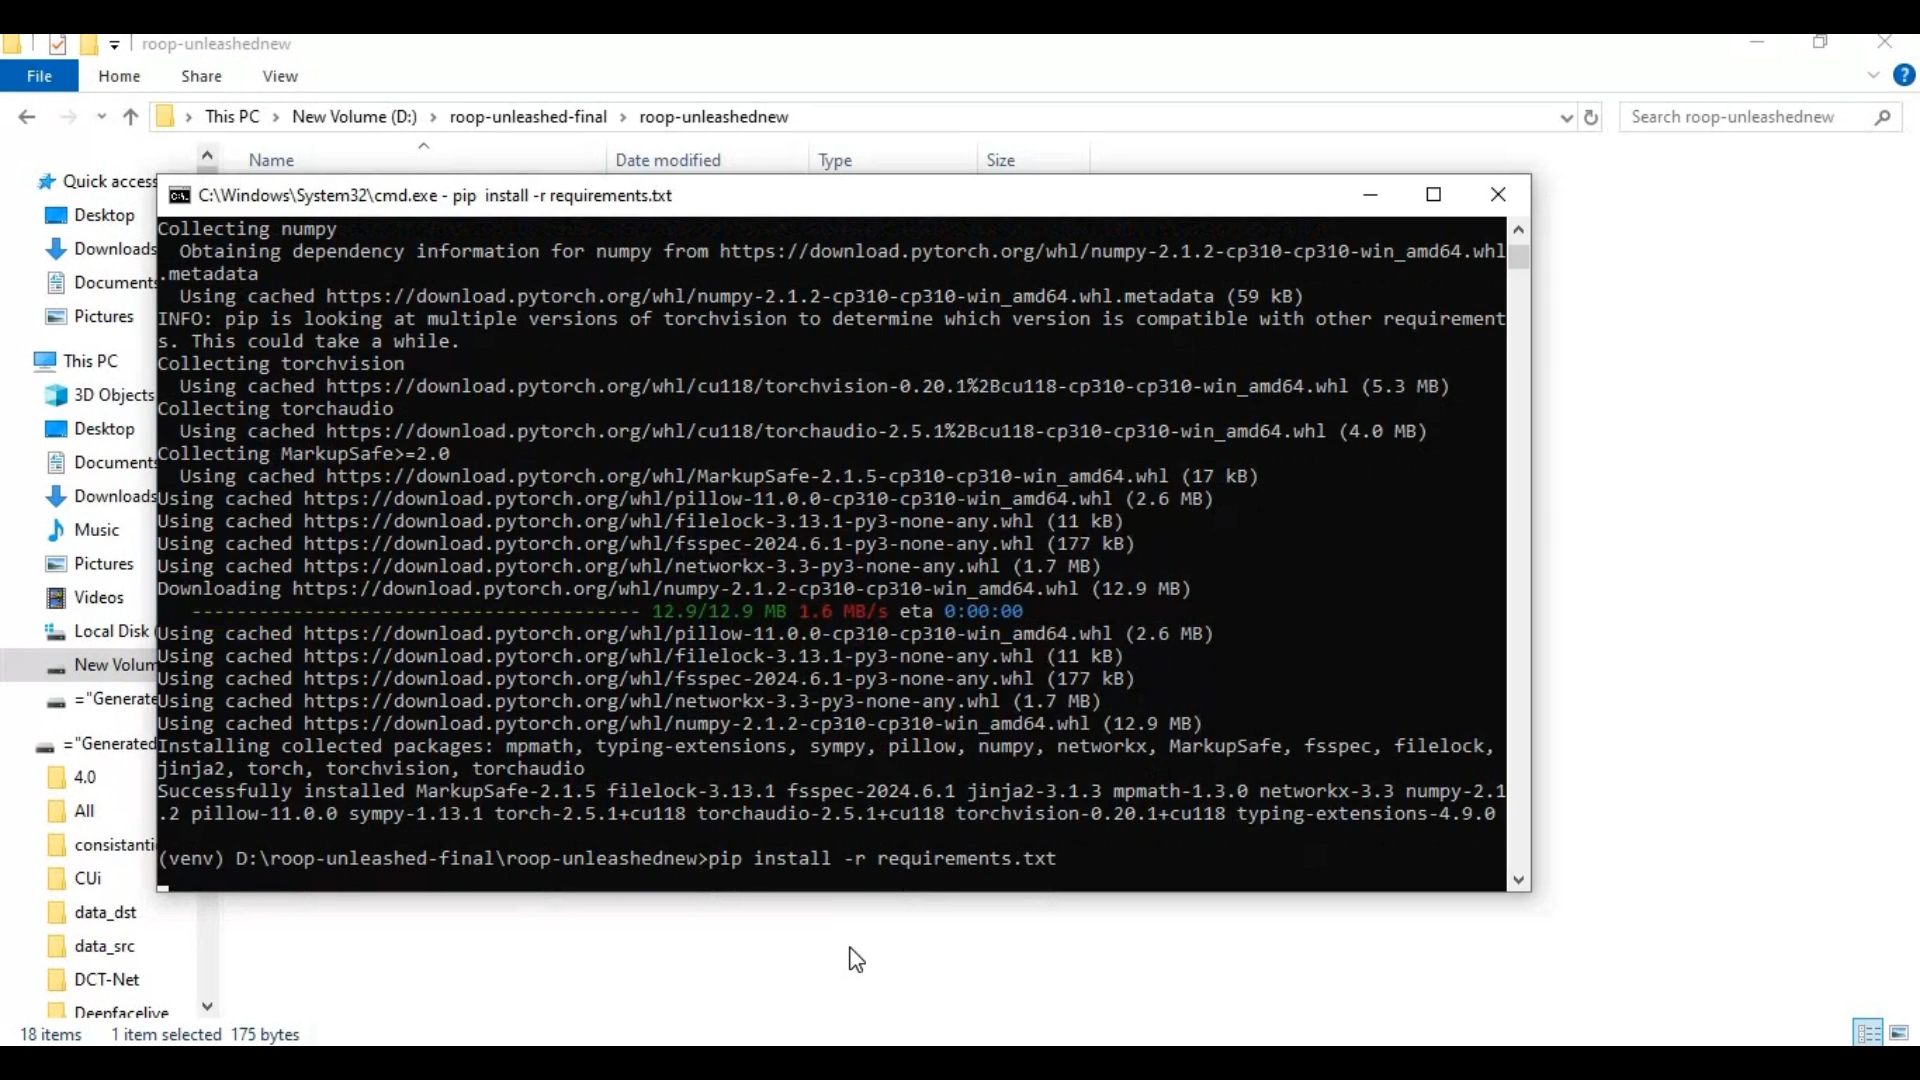 roop-unleashednew
File Home Share View
This PC New Volume (D:) roop-unleashed-final roop-unleashednew Search roop-unleashednew
Name Date modified Type Size
Quick access
Desktop
Downloads
Documents
Pictures
This PC
3D Objects
Desktop
Documents
Downloads
Music
Pictures
Videos
Local Disk
New Volum
="Generate
="Generated
4.0
All
consistanti
CUi
data_dst
data_src
DCT-Net
Deepfacelive
C:\Windows\System32\cmd.exe - pip  install -r requirements.txt
Collecting numpy
  Obtaining dependency information for numpy from https://download.pytorch.org/whl/numpy-2.1.2-cp310-cp310-win_amd64.whl
.metadata
  Using cached https://download.pytorch.org/whl/numpy-2.1.2-cp310-cp310-win_amd64.whl.metadata (59 kB)
INFO: pip is looking at multiple versions of torchvision to determine which version is compatible with other requirement
s. This could take a while.
Collecting torchvision
  Using cached https://download.pytorch.org/whl/cu118/torchvision-0.20.1%2Bcu118-cp310-cp310-win_amd64.whl (5.3 MB)
Collecting torchaudio
  Using cached https://download.pytorch.org/whl/cu118/torchaudio-2.5.1%2Bcu118-cp310-cp310-win_amd64.whl (4.0 MB)
Collecting MarkupSafe>=2.0
  Using cached https://download.pytorch.org/whl/MarkupSafe-2.1.5-cp310-cp310-win_amd64.whl (17 kB)
Using cached https://download.pytorch.org/whl/pillow-11.0.0-cp310-cp310-win_amd64.whl (2.6 MB)
Using cached https://download.pytorch.org/whl/filelock-3.13.1-py3-none-any.whl (11 kB)
Using cached https://download.pytorch.org/whl/fsspec-2024.6.1-py3-none-any.whl (177 kB)
Using cached https://download.pytorch.org/whl/networkx-3.3-py3-none-any.whl (1.7 MB)
Downloading https://download.pytorch.org/whl/numpy-2.1.2-cp310-cp310-win_amd64.whl (12.9 MB)
   ---------------------------------------- 12.9/12.9 MB 1.6 MB/s eta 0:00:00
Using cached https://download.pytorch.org/whl/pillow-11.0.0-cp310-cp310-win_amd64.whl (2.6 MB)
Using cached https://download.pytorch.org/whl/filelock-3.13.1-py3-none-any.whl (11 kB)
Using cached https://download.pytorch.org/whl/fsspec-2024.6.1-py3-none-any.whl (177 kB)
Using cached https://download.pytorch.org/whl/networkx-3.3-py3-none-any.whl (1.7 MB)
Using cached https://download.pytorch.org/whl/numpy-2.1.2-cp310-cp310-win_amd64.whl (12.9 MB)
Installing collected packages: mpmath, typing-extensions, sympy, pillow, numpy, networkx, MarkupSafe, fsspec, filelock,
jinja2, torch, torchvision, torchaudio
Successfully installed MarkupSafe-2.1.5 filelock-3.13.1 fsspec-2024.6.1 jinja2-3.1.3 mpmath-1.3.0 networkx-3.3 numpy-2.1
.2 pillow-11.0.0 sympy-1.13.1 torch-2.5.1+cu118 torchaudio-2.5.1+cu118 torchvision-0.20.1+cu118 typing-extensions-4.9.0
(venv) D:\roop-unleashed-final\roop-unleashednew>pip install -r requirements.txt
18 items 1 item selected 175 bytes